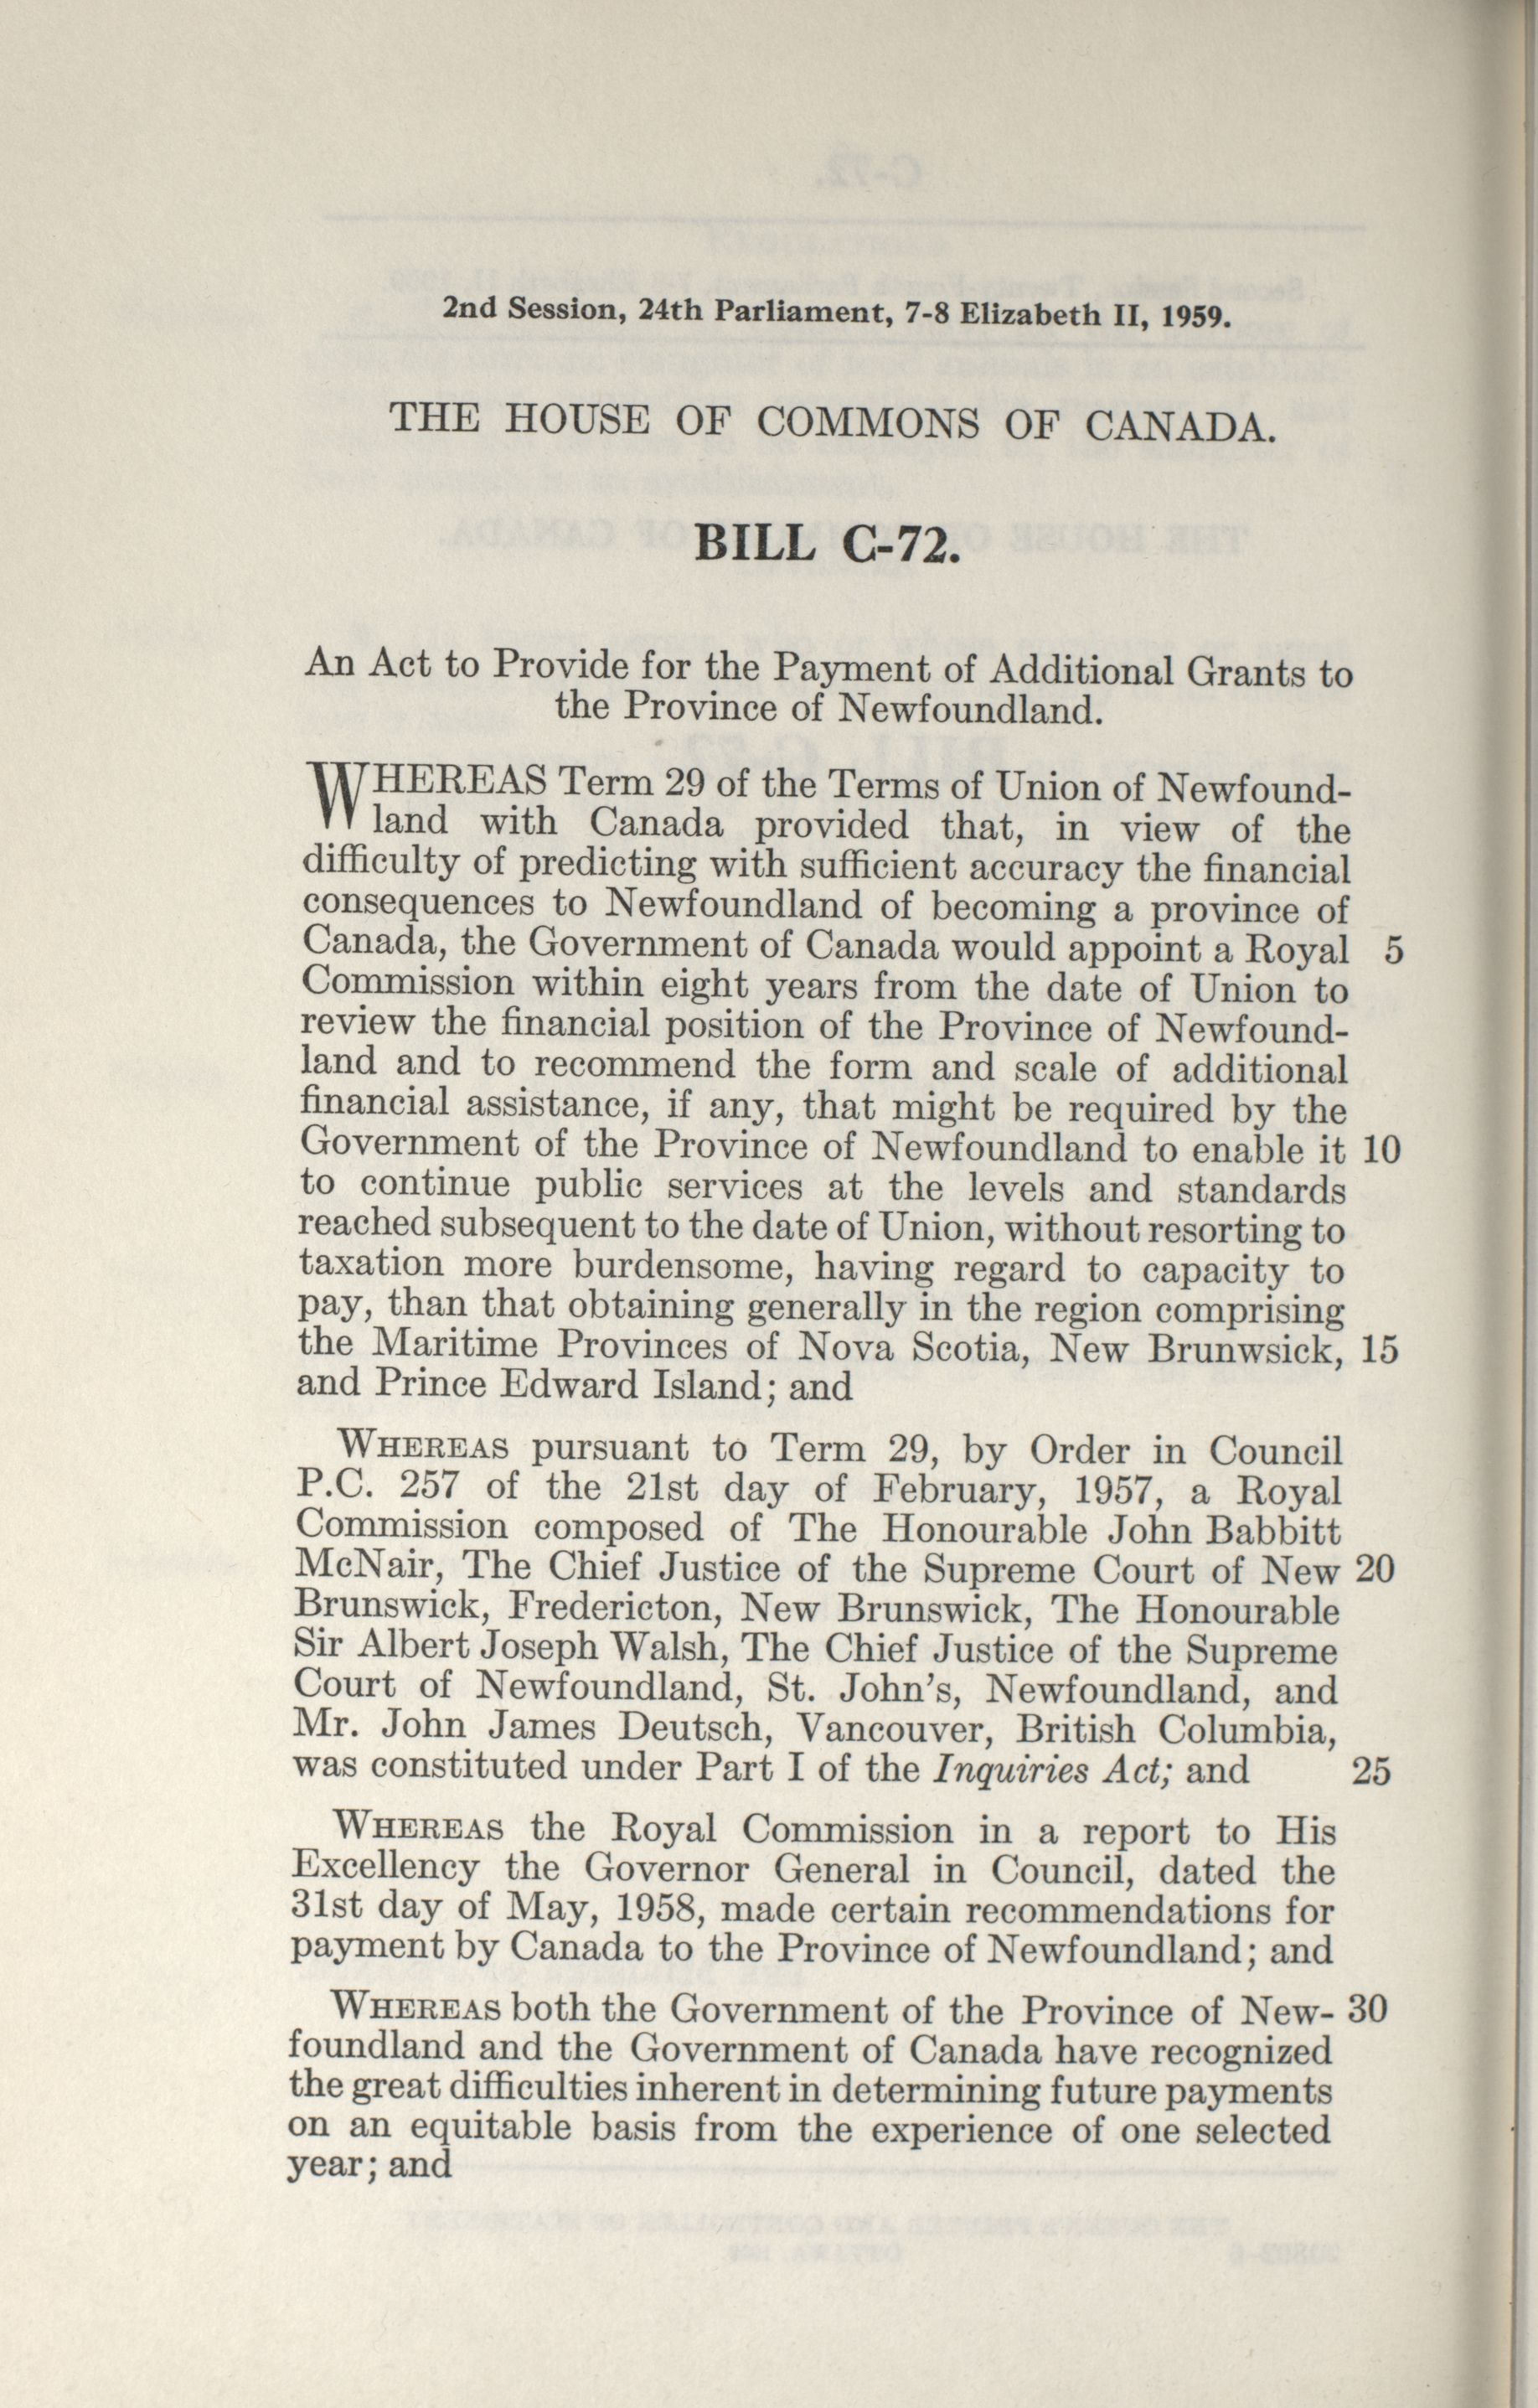 2nd Session, 24th Parliament, 7-8 Elizabeth II, 1959.
THE HOUSE OF COMMONS OF CANADA.
BILL C-72.
An Act to Provide for the Payment of Additional Grants to
the Province of Newfoundland.
WHEREAS Term 29 of the Terms of Union of Newfound-
land with Canada provided that, in view of the
difficulty of predicting with sufficient accuracy the financial
consequences to Newfoundland of becoming a province of
Canada, the Government of Canada would appoint a Royal 5
Commission within eight years from the date of Union to
review the financial position of the Province of Newfound-
land and to recommend the form and scale of additional
financial assistance, if any, that might be required by the
Government of the Province of Newfoundland to enable it 10
to continue public services at the levels and standards
reached subsequent to the date of Union, without resorting to
taxation more burdensome, having regard to capacity to
pay, than that obtaining generally in the region comprising
the Maritime Provinces of Nova Scotia, New Brunwsick, 15
and Prince Edward Island; and
WHEREAS pursuant to Term 29, by Order in Council
P.C. 257 of the 21st day of February, 1957, a Royal
Commission composed of The Honourable John Babbitt
McNair, The Chief Justice of the Supreme Court of New 20
Brunswick, Fredericton, New Brunswick, The Honourable
Sir Albert Joseph Walsh, The Chief Justice of the Supreme
Court of Newfoundland, St. John's, Newfoundland, and
Mr. John James Deutsch, Vancouver, British Columbia,
was constituted under Part I of the Inquiries Act; and 25
WHEREAS the Royal Commission in a report to His
Excellency the Governor General in Council, dated the
31st day of May, 1958, made certain recommendations for
payment by Canada to the Province of Newfoundland; and
WHEREAS both the Government of the Province of New- 30
foundland and the Government of Canada have recognized
the great difficulties inherent in determining future payments
on an equitable basis from the experience of one selected
year; and